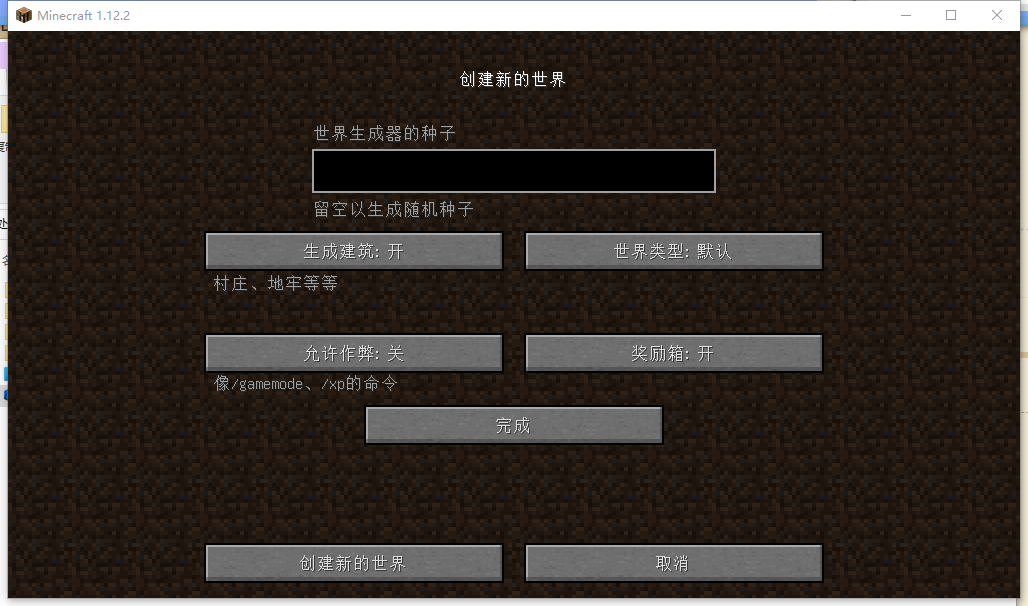 Minecraft 1.12.2
创建新的世界
世界生成器的种子
留空以生成随机种子
生成建筑: 开
世界类型: 默认
村庄、地牢等等
允许作弊: 关
奖励箱: 开
像/gamemode、/xp的命令
完成
创建新的世界
取消